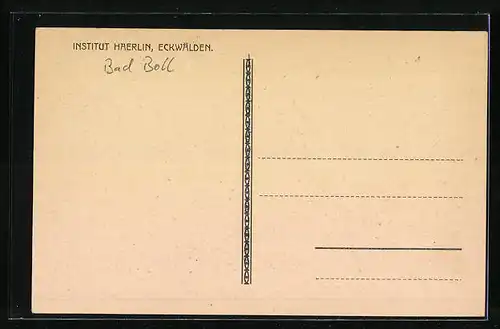 INSTITUT HAERLIN, ECKWÄLDEN.
Bad Boll